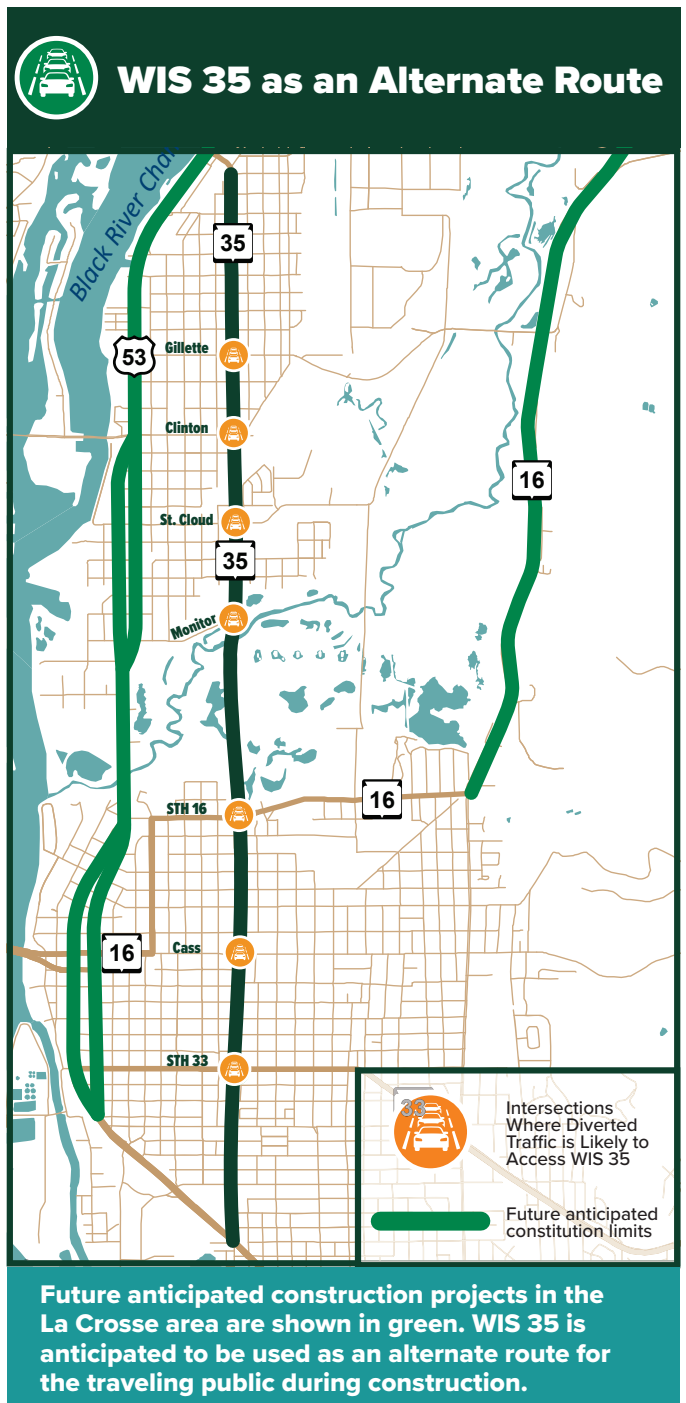 WIS 35 as an Alternate Route
Black River Chan
35
53
Gillette
Clinton
16
St. Cloud
35
Monitor
STH 16
16
16
Cass
STH 33
33
Intersections
Where Diverted
Traffic is Likely to
Access WIS 35
Future anticipated
constitution limits
Future anticipated construction projects in the
La Crosse area are shown in green. WIS 35 is
anticipated to be used as an alternate route for
the traveling public during construction.